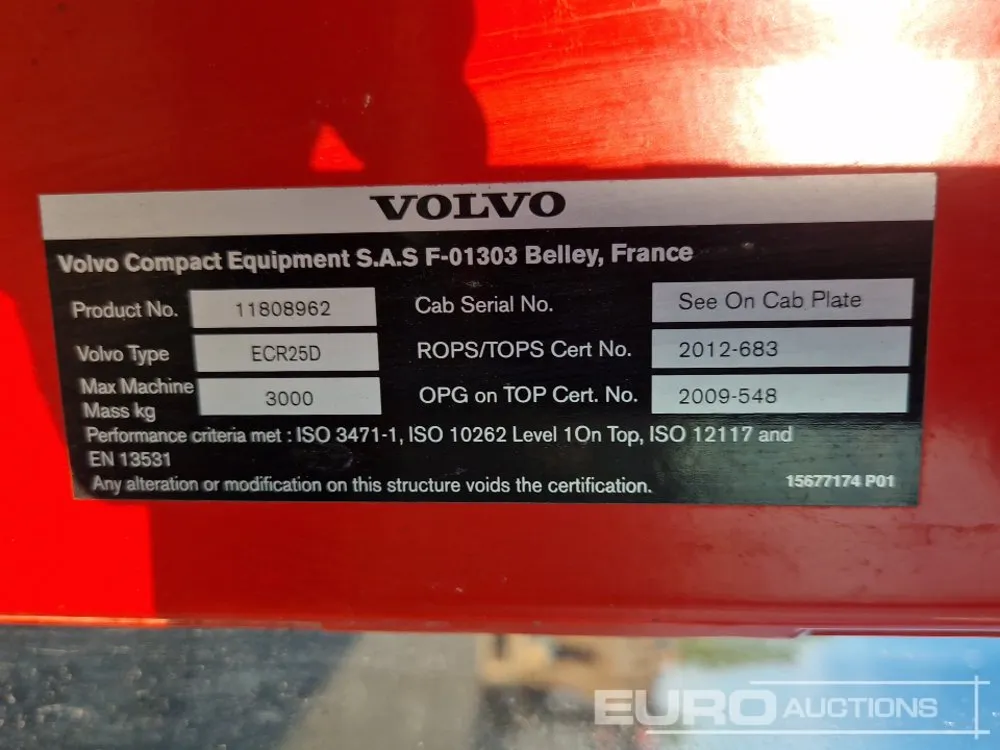 VOLVO
Volvo Compact Equipment S.A.S F-01303 Belley, France
Product No. 11808962 Cab Serial No. See On Cab Plate
Volvo Type ECR25D ROPS/TOPS Cert No. 2012-683
Max Machine Mass kg 3000 OPG on TOP Cert. No. 2009-548
Performance criteria met : ISO 3471-1, ISO 10262 Level 1On Top, ISO 12117 and
EN 13531
Any alteration or modification on this structure voids the certification. 15677174 P01
EURO AUCTIONS